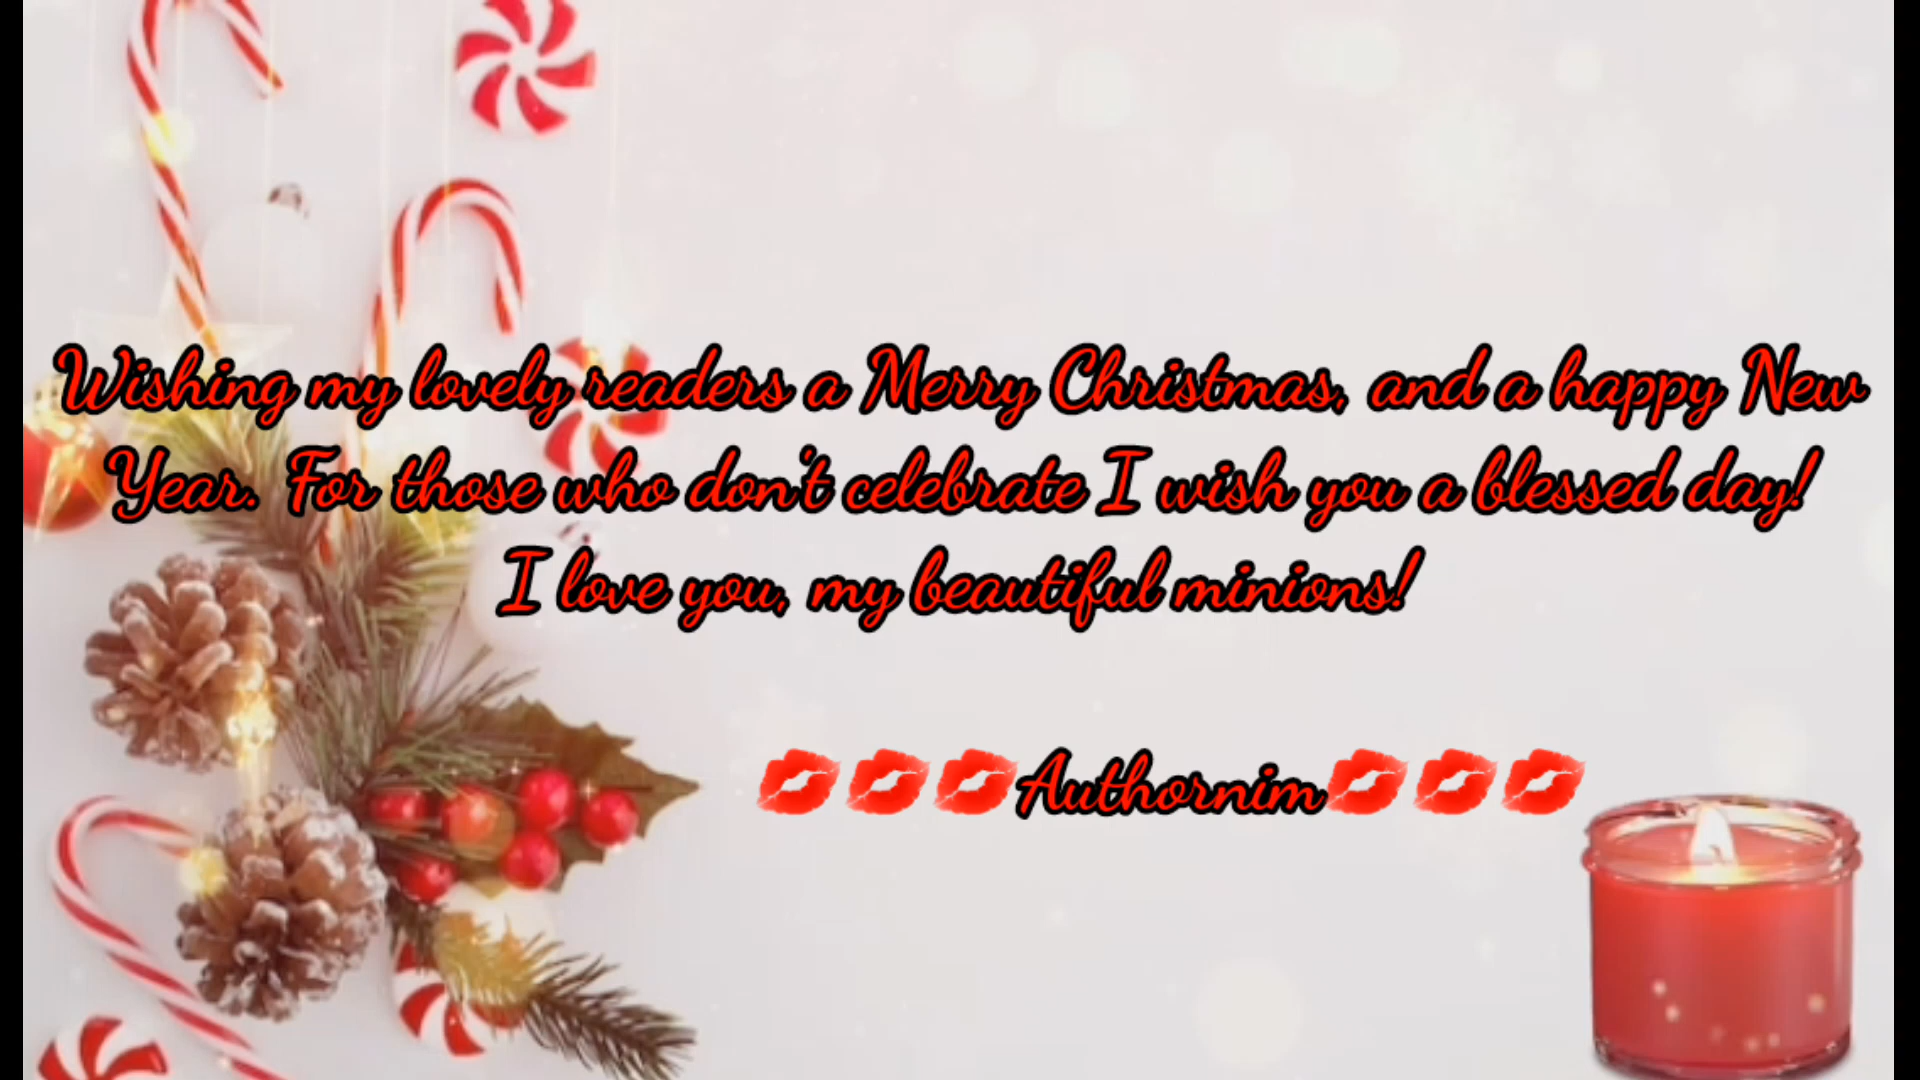 Wishing my lovely readers a Merry Christmas, and a happy New
Year. For those who don't celebrate I wish you a blessed day!
I love you, my beautiful minions!
💋💋💋Authornim💋💋💋